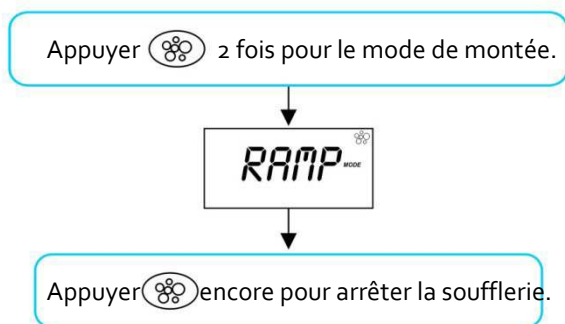 Appuyer 2 fois pour le mode de montée.
RAMP MODE
Appuyer encore pour arrêter la soufflerie.